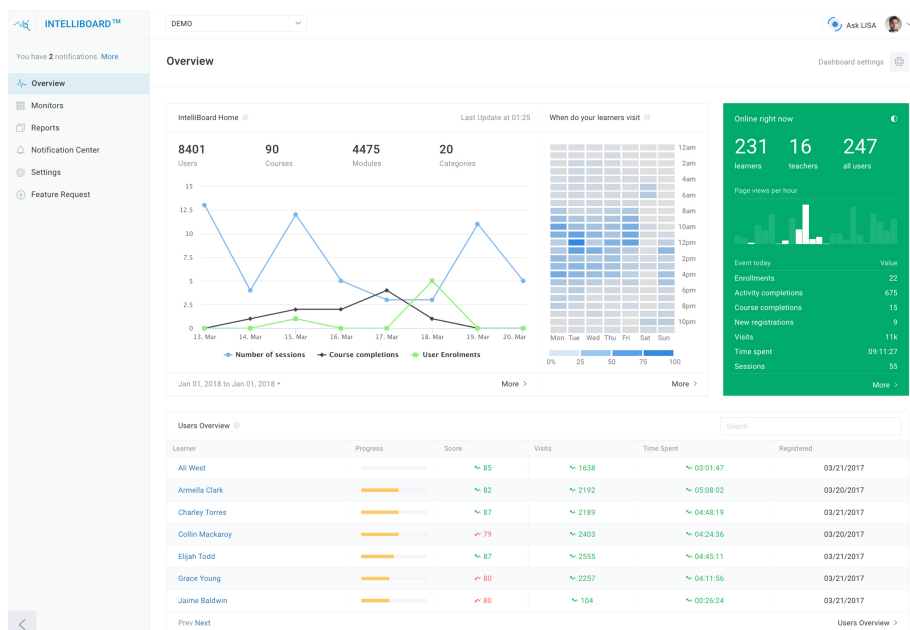 INTELLIBOARD™
DEMO
Ask LISA
You have 2 notifications. More
Overview
Monitors
Reports
Notification Center
Settings
Feature Request
Overview
Dashboard settings
IntelliBoard Home
Last Update at 01:25
8401 90 4475 20
Users Courses Modules Categories
15
12.5
10
7.5
5
2.5
0
13. Mar 14. Mar 15. Mar 16. Mar 17. Mar 18. Mar 19. Mar 20. Mar
Number of sessions Course completions User Enrolments
Jan 01, 2018 to Jan 01, 2018
More >
When do your learners visit
12am
2am
4am
6am
8am
10am
12pm
2pm
4pm
6pm
8pm
10pm
Mon Tue Wed Thu Fri Sat Sun
0% 25 50 75 100
More >
Online right now
231 16 247
learners teachers all users
Page views per hour
Event today Value
Enrollments 22
Activity completions 675
Course completions 15
New registrations 9
Visits 11k
Time spent 09:11:27
Sessions 55
More >
Users Overview
Search
Learner Progress Score Visits Time Spent Registered
Ali West 85 1638 03:01:47 03/21/2017
Armella Clark 82 2192 05:08:02 03/20/2017
Charley Torres 87 2189 04:48:19 03/21/2017
Collin Mackaroy 79 2403 04:24:36 03/20/2017
Elijah Todd 87 2555 04:45:11 03/21/2017
Grace Young 80 2257 04:11:56 03/21/2017
Jaime Baldwin 80 104 00:26:24 03/21/2017
Prev Next
Users Overview >